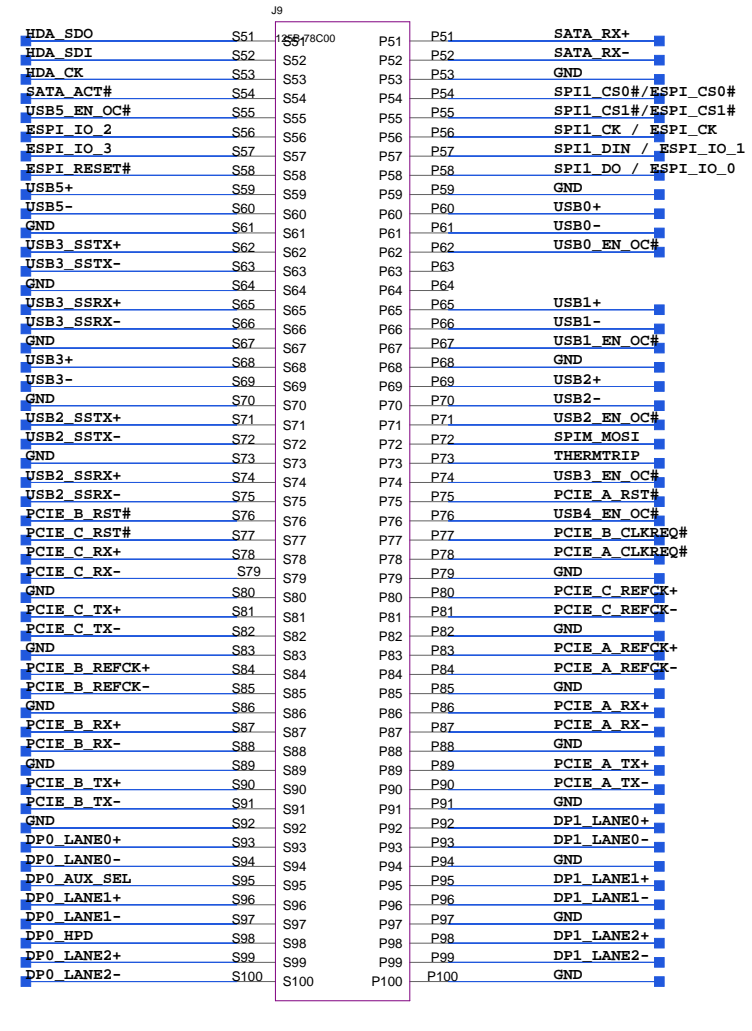 J9
125B-78C00
HDA_SDO S51 S51 P51 P51 SATA_RX+
HDA_SDI S52 S52 P52 P52 SATA_RX-
HDA_CK S53 S53 P53 P53 GND
SATA_ACT# S54 S54 P54 P54 SPI1_CS0#/ESPI_CS0#
USB5_EN_OC# S55 S55 P55 P55 SPI1_CS1#/ESPI_CS1#
ESPI_IO_2 S56 S56 P56 P56 SPI1_CK / ESPI_CK
ESPI_IO_3 S57 S57 P57 P57 SPI1_DIN / ESPI_IO_1
ESPI_RESET# S58 S58 P58 P58 SPI1_DO / ESPI_IO_0
USB5+ S59 S59 P59 P59 GND
USB5- S60 S60 P60 P60 USB0+
GND S61 S61 P61 P61 USB0-
USB3_SSTX+ S62 S62 P62 P62 USB0_EN_OC#
USB3_SSTX- S63 S63 P63 P63
GND S64 S64 P64 P64
USB3_SSRX+ S65 S65 P65 P65 USB1+
USB3_SSRX- S66 S66 P66 P66 USB1-
GND S67 S67 P67 P67 USB1_EN_OC#
USB3+ S68 S68 P68 P68 GND
USB3- S69 S69 P69 P69 USB2+
GND S70 S70 P70 P70 USB2-
USB2_SSTX+ S71 S71 P71 P71 USB2_EN_OC#
USB2_SSTX- S72 S72 P72 P72 SPIM_MOSI
GND S73 S73 P73 P73 THERMTRIP
USB2_SSRX+ S74 S74 P74 P74 USB3_EN_OC#
USB2_SSRX- S75 S75 P75 P75 PCIE_A_RST#
PCIE_B_RST# S76 S76 P76 P76 USB4_EN_OC#
PCIE_C_RST# S77 S77 P77 P77 PCIE_B_CLKREQ#
PCIE_C_RX+ S78 S78 P78 P78 PCIE_A_CLKREQ#
PCIE_C_RX- S79 S79 P79 P79 GND
GND S80 S80 P80 P80 PCIE_C_REFCK+
PCIE_C_TX+ S81 S81 P81 P81 PCIE_C_REFCK-
PCIE_C_TX- S82 S82 P82 P82 GND
GND S83 S83 P83 P83 PCIE_A_REFCK+
PCIE_B_REFCK+ S84 S84 P84 P84 PCIE_A_REFCK-
PCIE_B_REFCK- S85 S85 P85 P85 GND
GND S86 S86 P86 P86 PCIE_A_RX+
PCIE_B_RX+ S87 S87 P87 P87 PCIE_A_RX-
PCIE_B_RX- S88 S88 P88 P88 GND
GND S89 S89 P89 P89 PCIE_A_TX+
PCIE_B_TX+ S90 S90 P90 P90 PCIE_A_TX-
PCIE_B_TX- S91 S91 P91 P91 GND
GND S92 S92 P92 P92 DP1_LANE0+
DP0_LANE0+ S93 S93 P93 P93 DP1_LANE0-
DP0_LANE0- S94 S94 P94 P94 GND
DP0_AUX_SEL S95 S95 P95 P95 DP1_LANE1+
DP0_LANE1+ S96 S96 P96 P96 DP1_LANE1-
DP0_LANE1- S97 S97 P97 P97 GND
DP0_HPD S98 S98 P98 P98 DP1_LANE2+
DP0_LANE2+ S99 S99 P99 P99 DP1_LANE2-
DP0_LANE2- S100 S100 P100 P100 GND